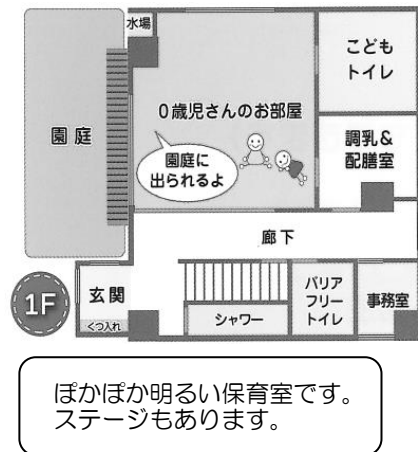 水場
こども
トイレ
0歳児さんのお部屋
園庭
園庭に
出られるよ
調乳&
配膳室
廊下
1F
玄関
くつ入れ
シャワー
バリア
フリー
トイレ
事務室
ぽかぽか明るい保育室です。
ステージもあります。